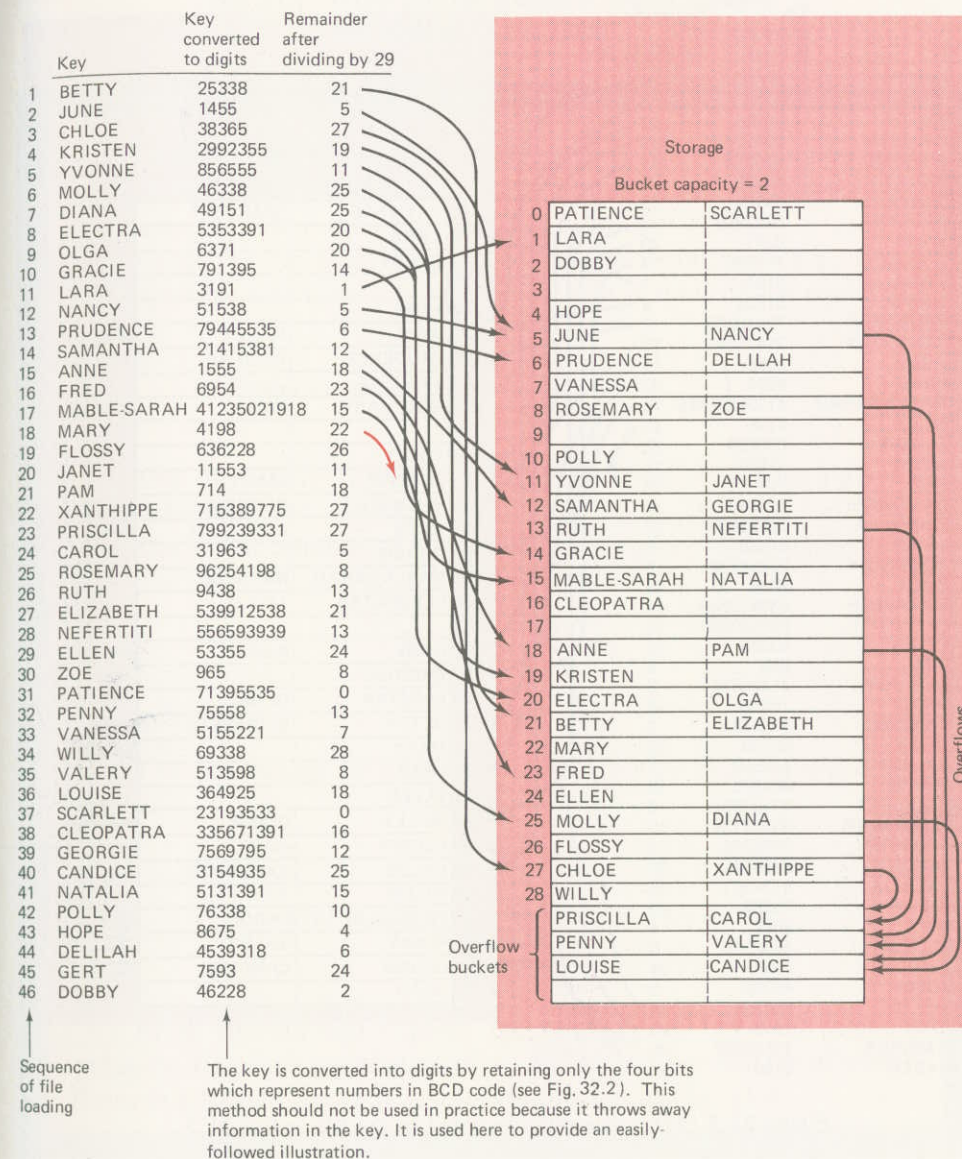 Key Remainder
converted after
Key to digits dividing by 29
1 BETTY 25338 21
2 JUNE 1455 5
3 CHLOE 38365 27
4 KRISTEN 2992355 19
5 YVONNE 856555 11
6 MOLLY 46338 25
7 DIANA 49151 25
8 ELECTRA 5353391 20
9 OLGA 6371 20
10 GRACIE 791395 14
11 LARA 3191 1
12 NANCY 51538 5
13 PRUDENCE 79445535 6
14 SAMANTHA 21415381 12
15 ANNE 1555 18
16 FRED 6954 23
17 MABLE-SARAH 41235021918 15
18 MARY 4198 22
19 FLOSSY 636228 26
20 JANET 11553 11
21 PAM 714 18
22 XANTHIPPE 715389775 27
23 PRISCILLA 799239331 27
24 CAROL 31963 5
25 ROSEMARY 96254198 8
26 RUTH 9438 13
27 ELIZABETH 539912538 21
28 NEFERTITI 556593939 13
29 ELLEN 53355 24
30 ZOE 965 8
31 PATIENCE 71395535 0
32 PENNY 75558 13
33 VANESSA 5155221 7
34 WILLY 69338 28
35 VALERY 513598 8
36 LOUISE 364925 18
37 SCARLETT 23193533 0
38 CLEOPATRA 335671391 16
39 GEORGIE 7569795 12
40 CANDICE 3154935 25
41 NATALIA 5131391 15
42 POLLY 76338 10
43 HOPE 8675 4
44 DELILAH 4539318 6
45 GERT 7593 24
46 DOBBY 46228 2
Sequence
of file
loading
The key is converted into digits by retaining only the four bits
which represent numbers in BCD code (see Fig. 32.2). This
method should not be used in practice because it throws away
information in the key. It is used here to provide an easily-
followed illustration.
Storage
Bucket capacity = 2
0 PATIENCE SCARLETT
1 LARA
2 DOBBY
3
4 HOPE
5 JUNE NANCY
6 PRUDENCE DELILAH
7 VANESSA
8 ROSEMARY ZOE
9
10 POLLY
11 YVONNE JANET
12 SAMANTHA GEORGIE
13 RUTH NEFERTITI
14 GRACIE
15 MABLE-SARAH NATALIA
16 CLEOPATRA
17
18 ANNE PAM
19 KRISTEN
20 ELECTRA OLGA
21 BETTY ELIZABETH
22 MARY
23 FRED
24 ELLEN
25 MOLLY DIANA
26 FLOSSY
27 CHLOE XANTHIPPE
28 WILLY
PRISCILLA CAROL
PENNY VALERY
LOUISE CANDICE
Overflow
buckets
Overflows